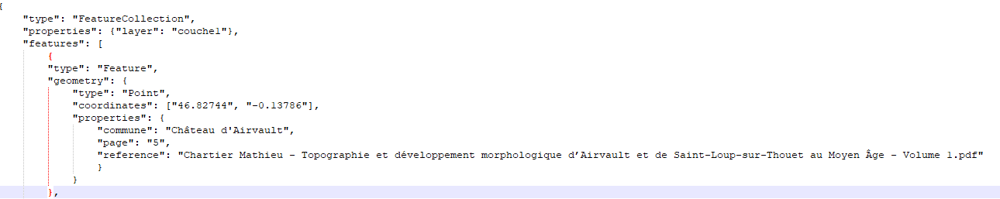 {
"type": "FeatureCollection",
"properties": {"layer": "couche1"},
"features": [
{
"type": "Feature",
"geometry": {
"type": "Point",
"coordinates": ["46.82744", "-0.13786"],
"properties": {
"commune": "Château d'Airvault",
"page": "5",
"reference": "Chartier Mathieu - Topographie et développement morphologique d’Airvault et de Saint-Loup-sur-Thouet au Moyen Âge - Volume 1.pdf"
}
}
},